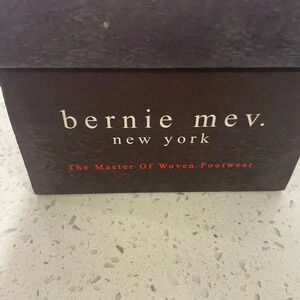 bernie mev.
new york
The Master Of Woven Footwear